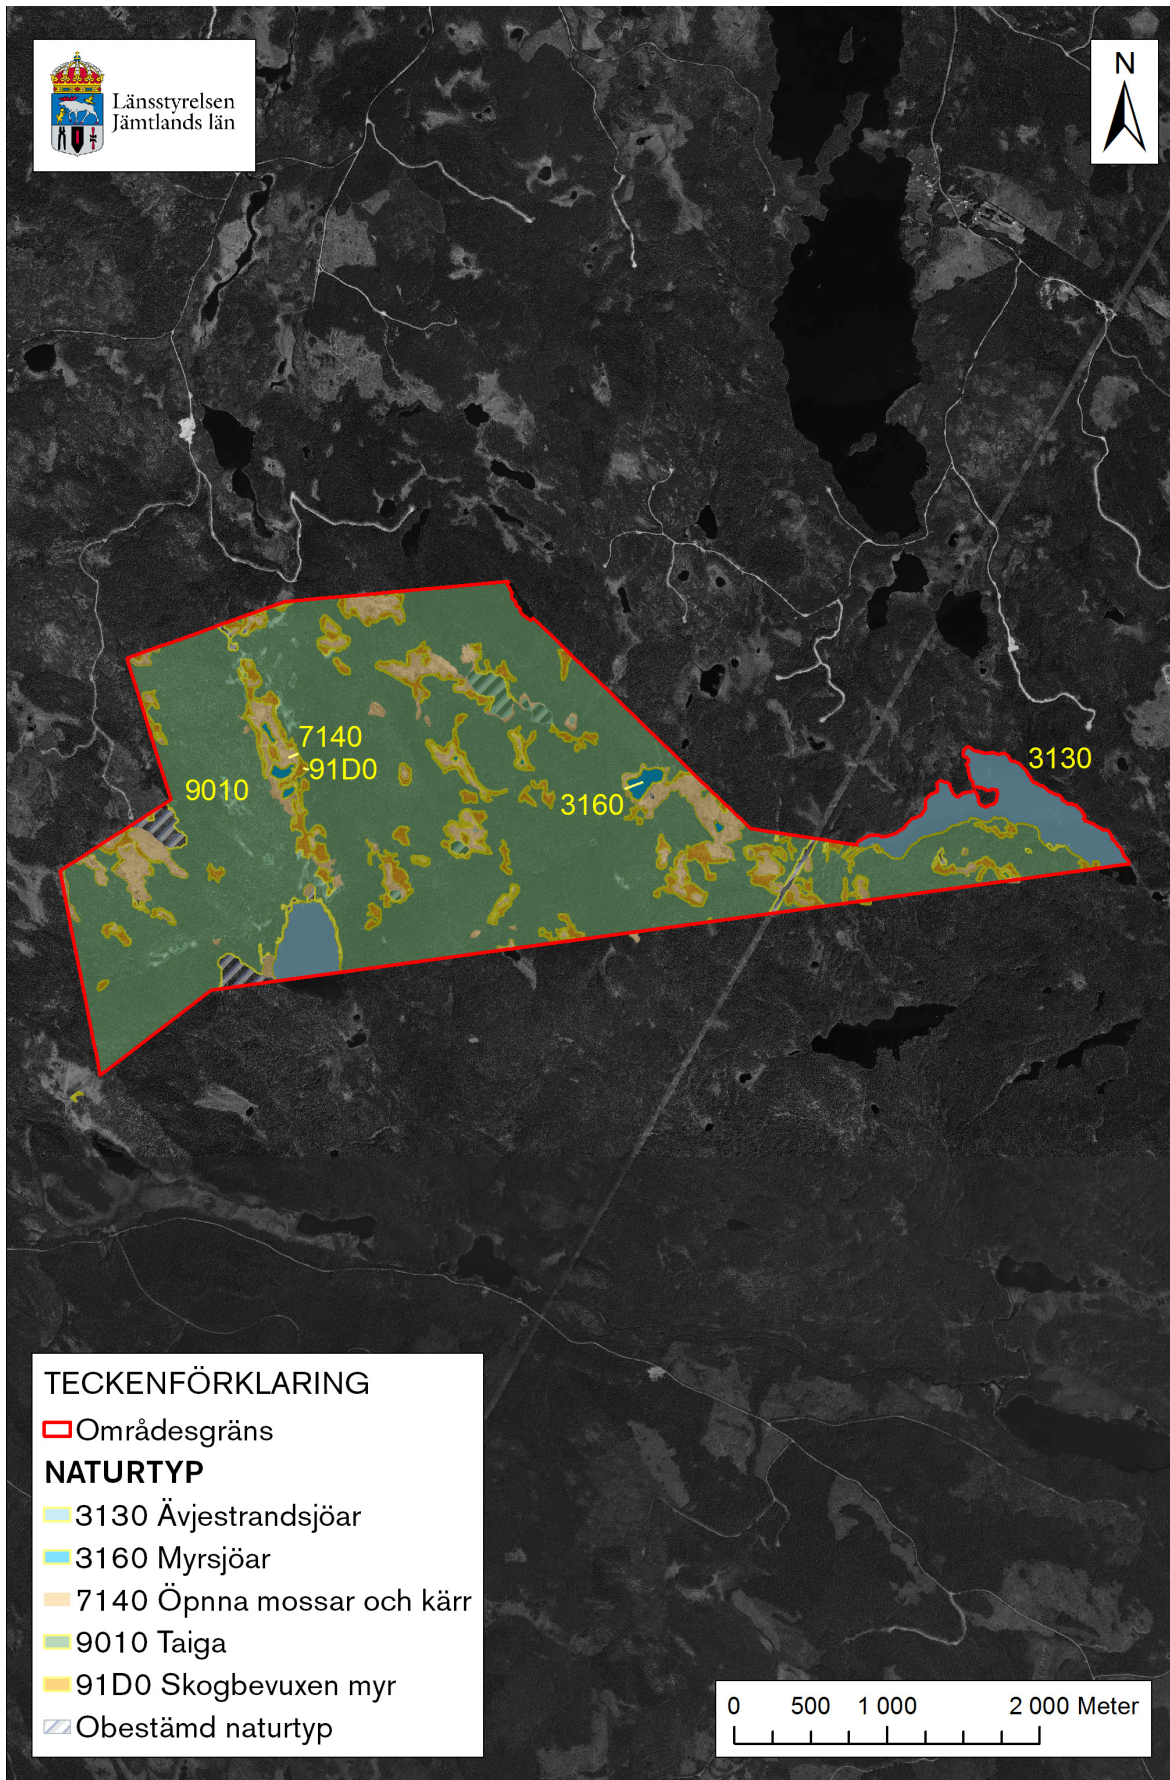 Länsstyrelsen
Jämtlands län
N
7140
91D0
9010
3160
3130
TECKENFÖRKLARING
Områdesgräns
NATURTYP
3130 Ävjestrandsjöar
3160 Myrsjöar
7140 Öpnna mossar och kärr
9010 Taiga
91D0 Skogbevuxen myr
Obestämd naturtyp
0 500 1 000 2 000 Meter